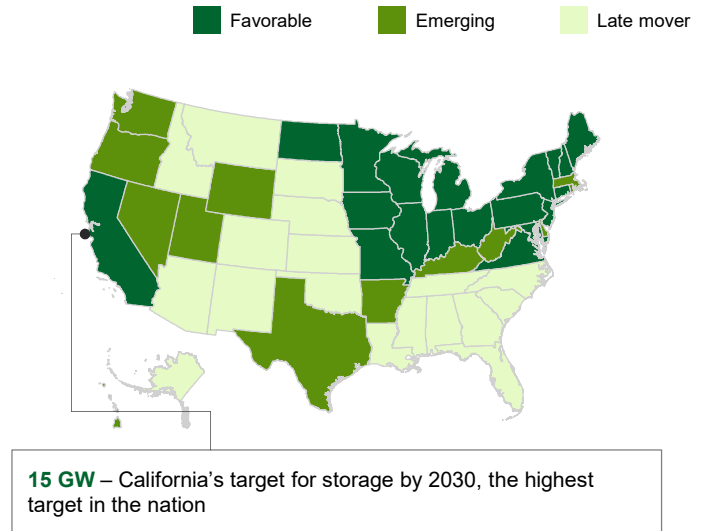 Favorable
Emerging
Late mover
15 GW – California’s target for storage by 2030, the highest
target in the nation